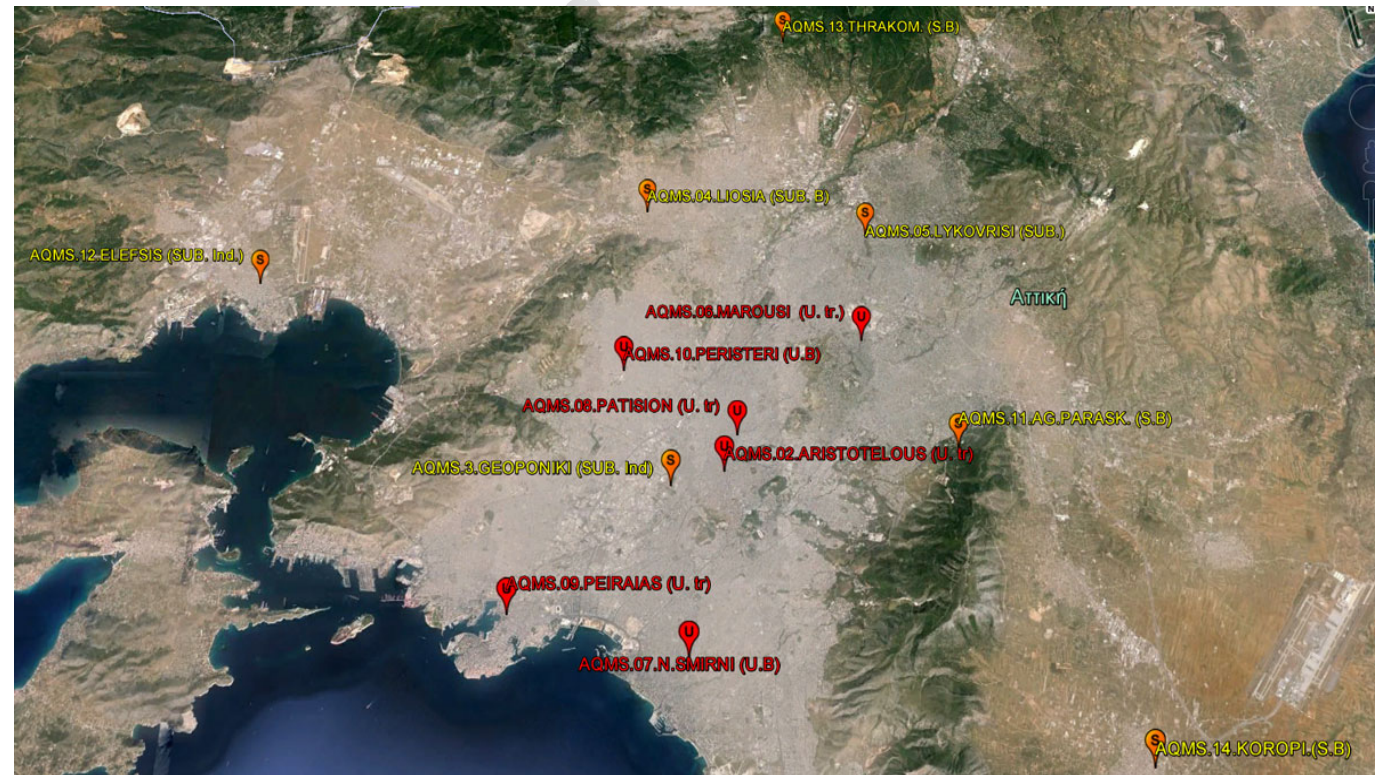 N
S
AQMS.13.THRAKOM. (S.B)
S
AQMS.04.LIOSIA (SUB. B)
S
AQMS.05.LYKOVRISI (SUB.)
AQMS.12.ELEFSIS (SUB. Ind.)
S
Αττική
AQMS.06.MAROUSI (U. tr.)
U
U
AQMS.10.PERISTERI (U.B)
AQMS.08.PATISION (U. tr)
U
S
AQMS.11.AG.PARASK. (S.B)
U
AQMS.02.ARISTOTELOUS (U. tr)
AQMS.3.GEOPONIKI (SUB. Ind)
S
tr
AQMS.09.PEIRAIAS (U. tr)
U
AQMS.07.N.SMIRNI (U.B)
S
AQMS.14.KOROPI.(S.B)